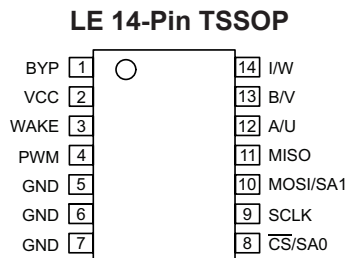 LE 14-Pin TSSOP
BYP 1 14 I/W
VCC 2 13 B/V
WAKE 3 12 A/U
PWM 4 11 MISO
GND 5 10 MOSI/SA1
GND 6 9 SCLK
GND 7 8 C̅S̅/SA0